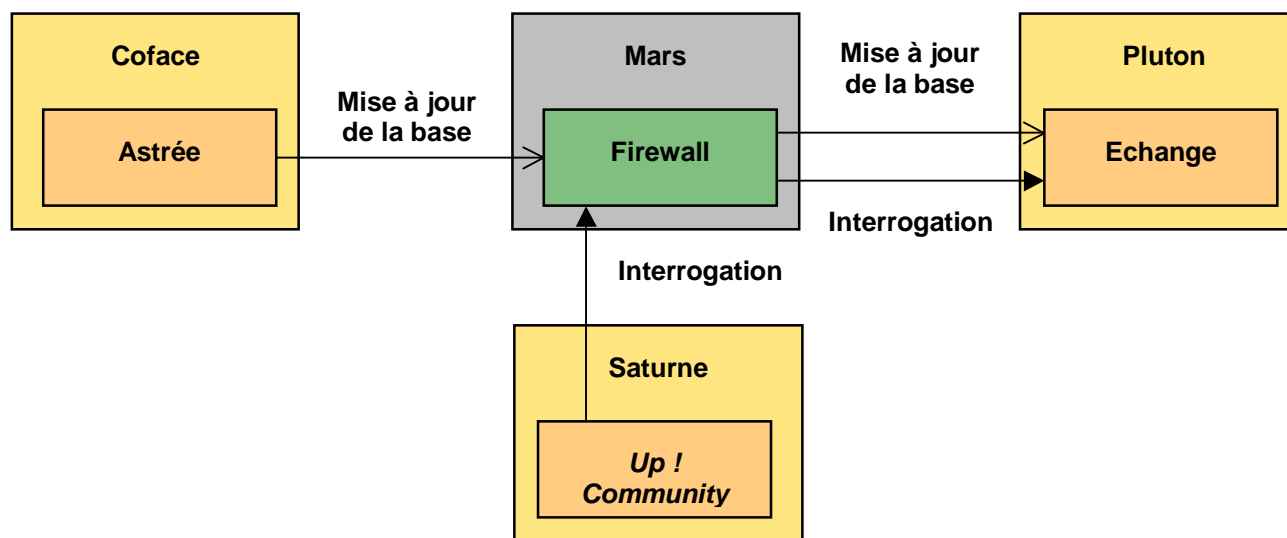 Coface
Astrée
Mise à jour
de la base
Mars
Firewall
Mise à jour
de la base
Interrogation
Pluton
Echange
Interrogation
Saturne
Up !
Community